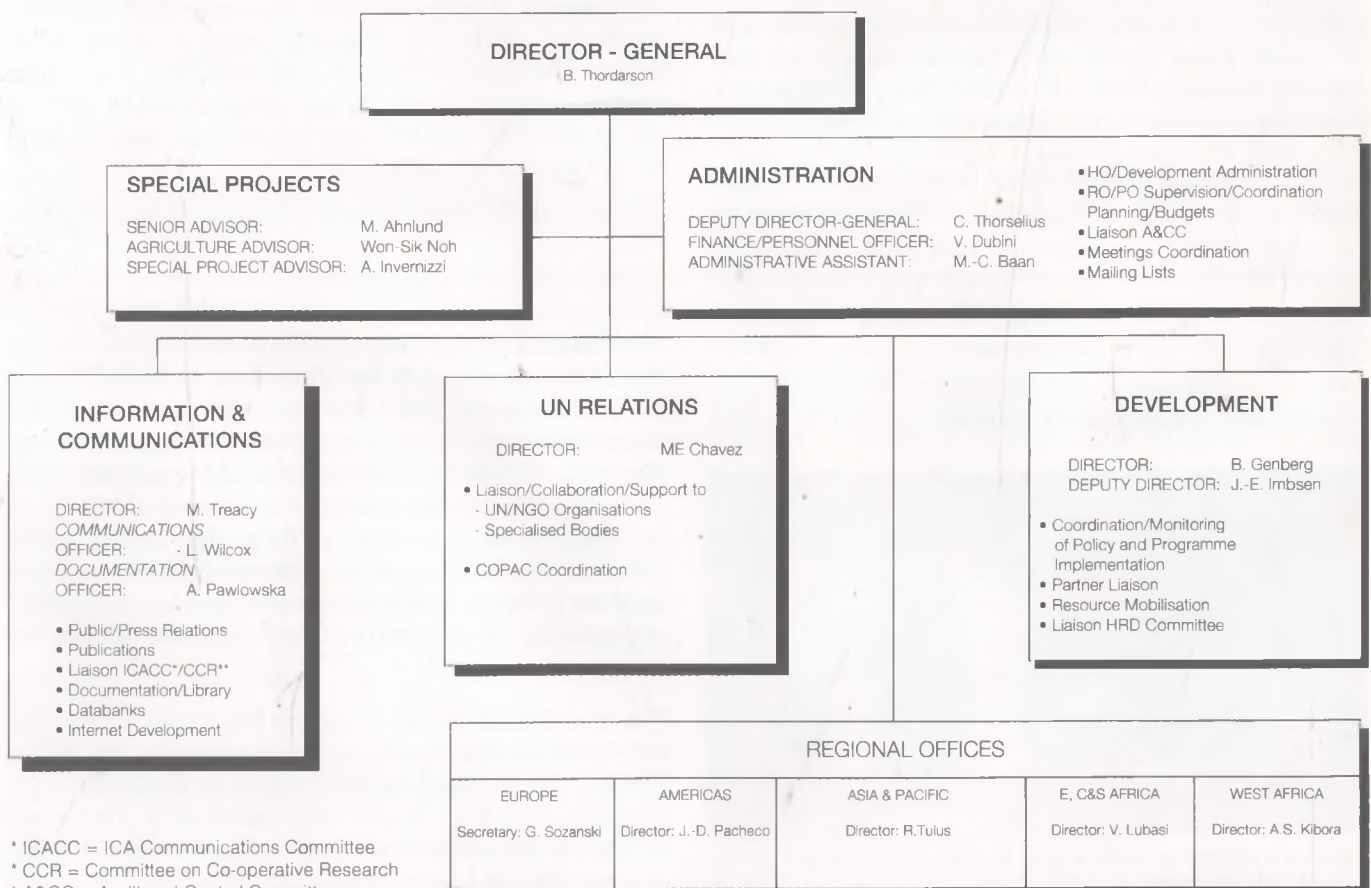 DIRECTOR - GENERAL
B. Thordarson
SPECIAL PROJECTS
SENIOR ADVISOR: M. Ahnlund
AGRICULTURE ADVISOR: Won-Sik Noh
SPECIAL PROJECT ADVISOR: A. Invernizzi
ADMINISTRATION
DEPUTY DIRECTOR-GENERAL: C. Thorselius
FINANCE/PERSONNEL OFFICER: V. Dubini
ADMINISTRATIVE ASSISTANT: M.-C. Baan
• HO/Development Administration
• RO/PO Supervision/Coordination
Planning/Budgets
• Liaison A&CC
• Meetings Coordination
• Mailing Lists
INFORMATION &
COMMUNICATIONS
DIRECTOR: M. Treacy
COMMUNICATIONS
OFFICER: - L. Wilcox
DOCUMENTATION
OFFICER: A. Pawlowska
• Public/Press Relations
• Publications
• Liaison ICACC*/CCR**
• Documentation/Library
• Databanks
• Internet Development
UN RELATIONS
DIRECTOR: ME Chavez
• Liaison/Collaboration/Support to
- UN/NGO Organisations
- Specialised Bodies
• COPAC Coordination
DEVELOPMENT
DIRECTOR: B. Genberg
DEPUTY DIRECTOR: J.-E. Imbsen
• Coordination/Monitoring
of Policy and Programme
Implementation
• Partner Liaison
• Resource Mobilisation
• Liaison HRD Committee
REGIONAL OFFICES
EUROPE
Secretary: G. Sozanski
AMERICAS
Director: J.-D. Pacheco
ASIA & PACIFIC
Director: R.Tulus
E, C&S AFRICA
Director: V. Lubasi
WEST AFRICA
Director: A.S. Kibora
* ICACC = ICA Communications Committee
* CCR = Committee on Co-operative Research
* A&CC = Audit and Control Committee